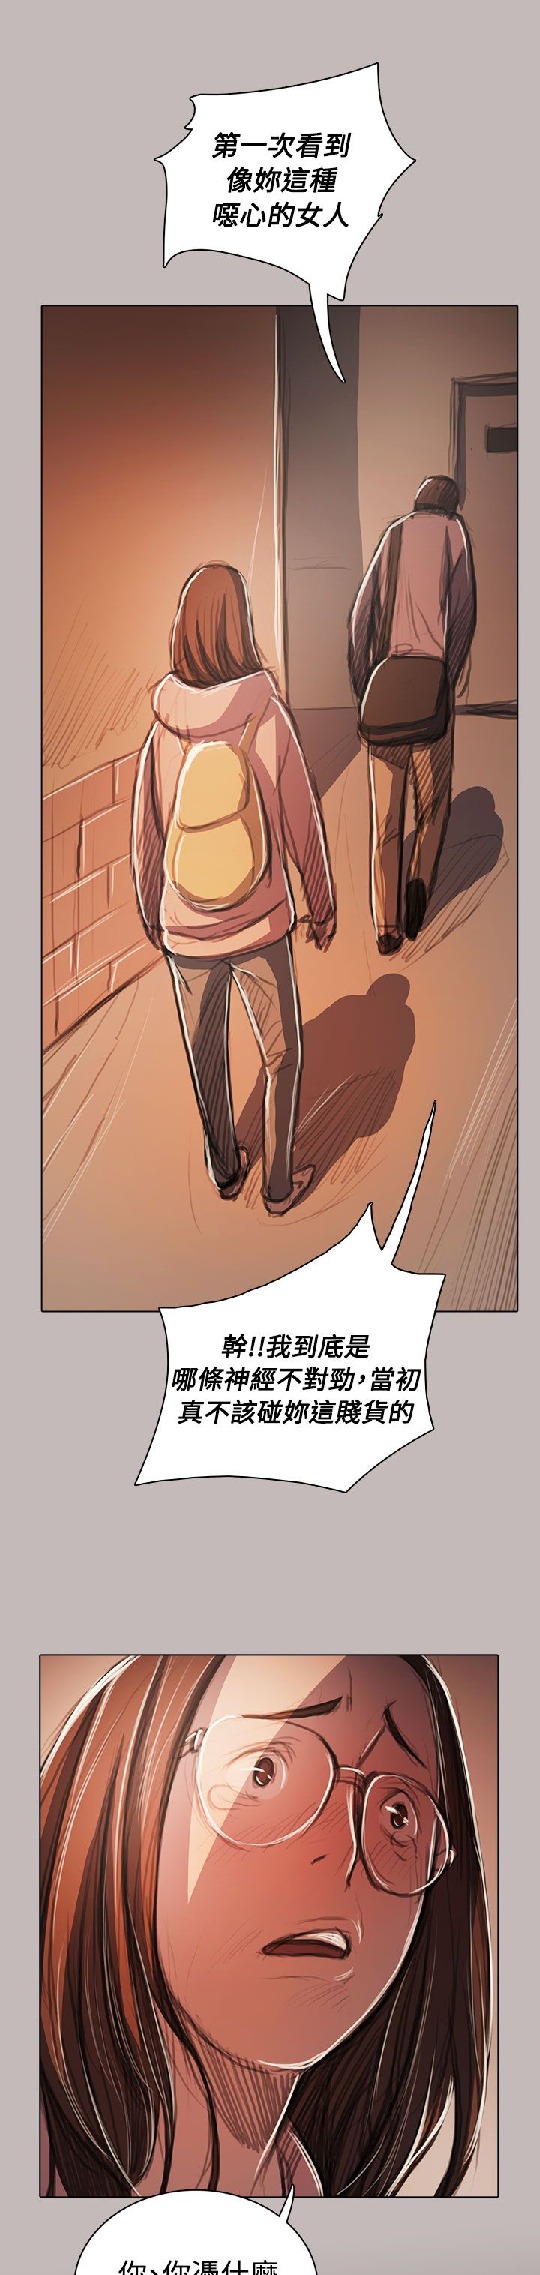 第一次看到
像妳這種
噁心的女人
幹!!我到底是
哪條神經不對勁,當初
真不該碰妳這賤貨的
你、你憑什麼